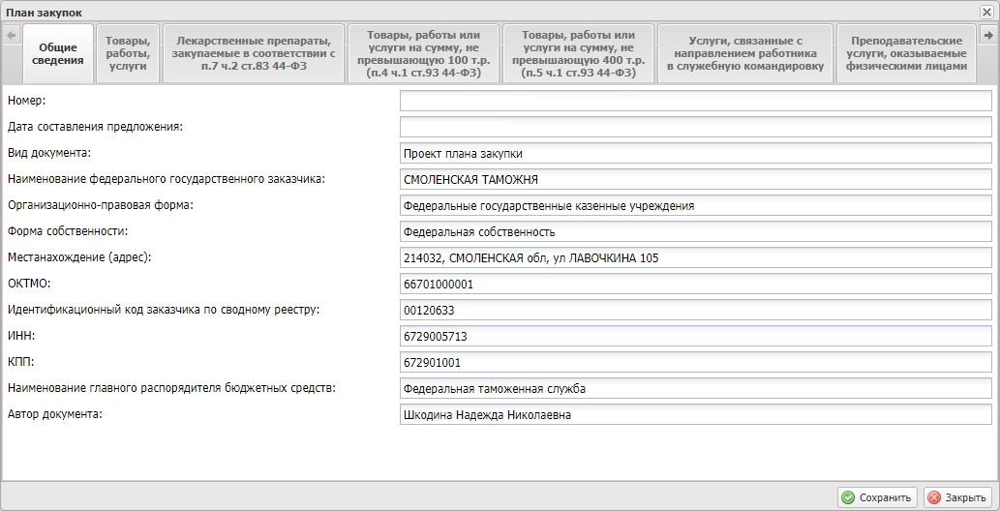 План закупок
Общие
сведения
Товары,
работы,
услуги
Лекарственные препараты,
закупаемые в соответствии с
п.7 ч.2 ст.83 44-ФЗ
Товары, работы или
услуги на сумму, не
превышающую 100 т.р.
(п.4 ч.1 ст.93 44-ФЗ)
Товары, работы или
услуги на сумму, не
превышающую 400 т.р.
(п.5 ч.1 ст.93 44-ФЗ)
Услуги, связанные с
направлением работника
в служебную командировку
Преподавательские
услуги, оказываемые
физическими лицами
Номер:
Дата составления предложения:
Вид документа: Проект плана закупки
Наименование федерального государственного заказчика: СМОЛЕНСКАЯ ТАМОЖНЯ
Организационно-правовая форма: Федеральные государственные казенные учреждения
Форма собственности: Федеральная собственность
Местанахождение (адрес): 214032, СМОЛЕНСКАЯ обл, ул ЛАВОЧКИНА 105
ОКТМО: 66701000001
Идентификационный код заказчика по сводному реестру: 00120633
ИНН: 6729005713
КПП: 672901001
Наименование главного распорядителя бюджетных средств: Федеральная таможенная служба
Автор документа: Шкодина Надежда Николаевна
Сохранить Закрыть